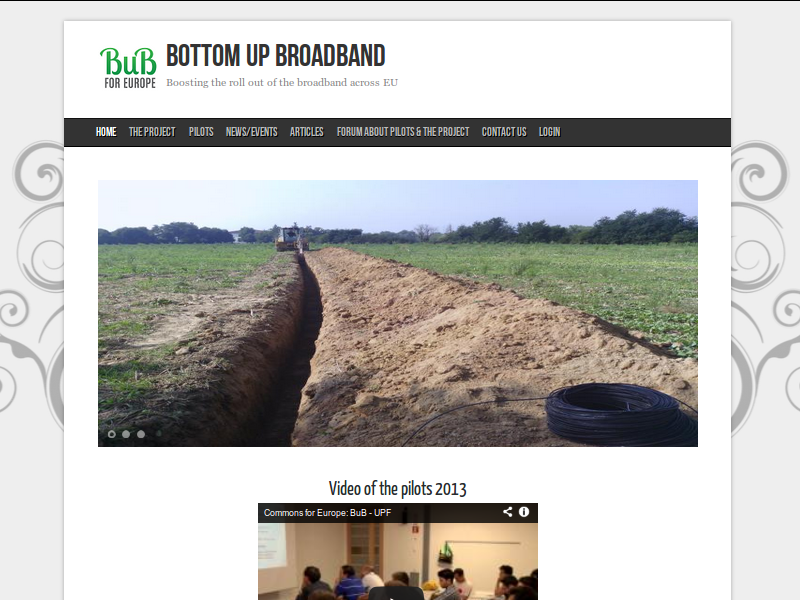 BuB
FOR EUROPE
BOTTOM UP BROADBAND
Boosting the roll out of the broadband across EU
HOME THE PROJECT PILOTS NEWS/EVENTS ARTICLES FORUM ABOUT PILOTS & THE PROJECT CONTACT US LOGIN
Video of the pilots 2013
Commons for Europe: BuB - UPF